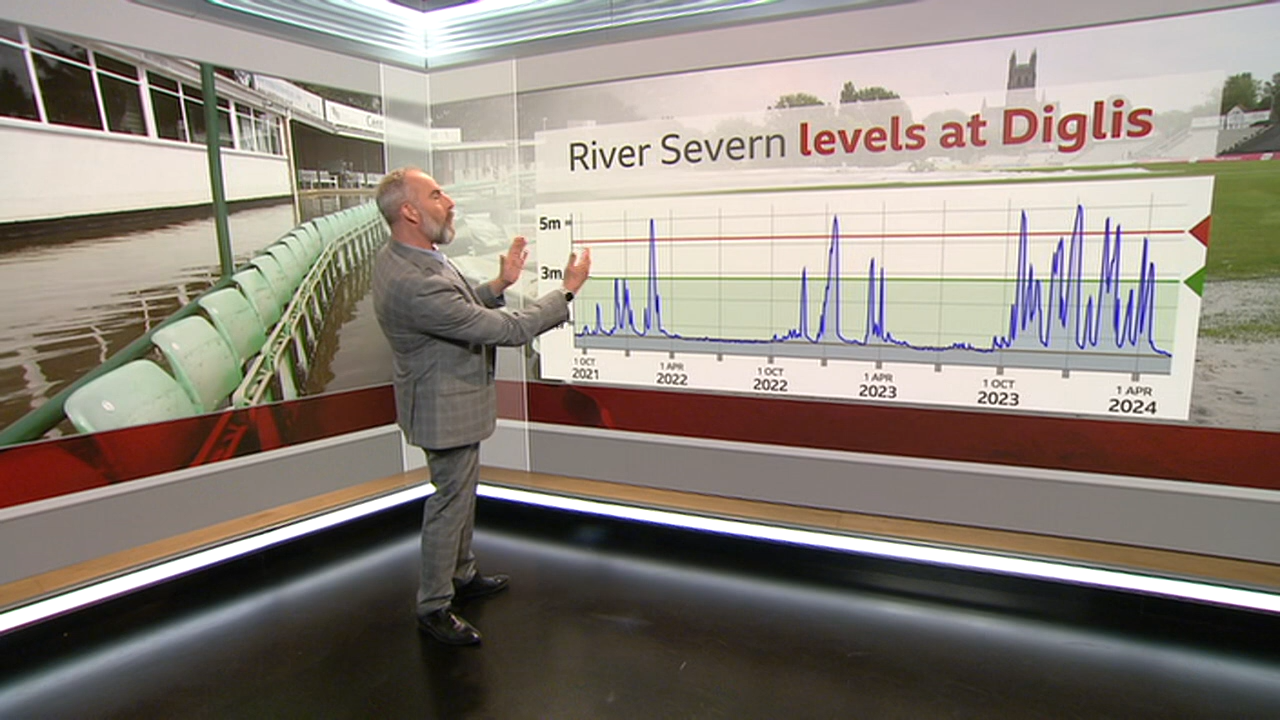 River Severn levels at Diglis
5m
3m
1 OCT
2021
1 APR
2022
1 OCT
2022
1 APR
2023
1 OCT
2023
1 APR
2024